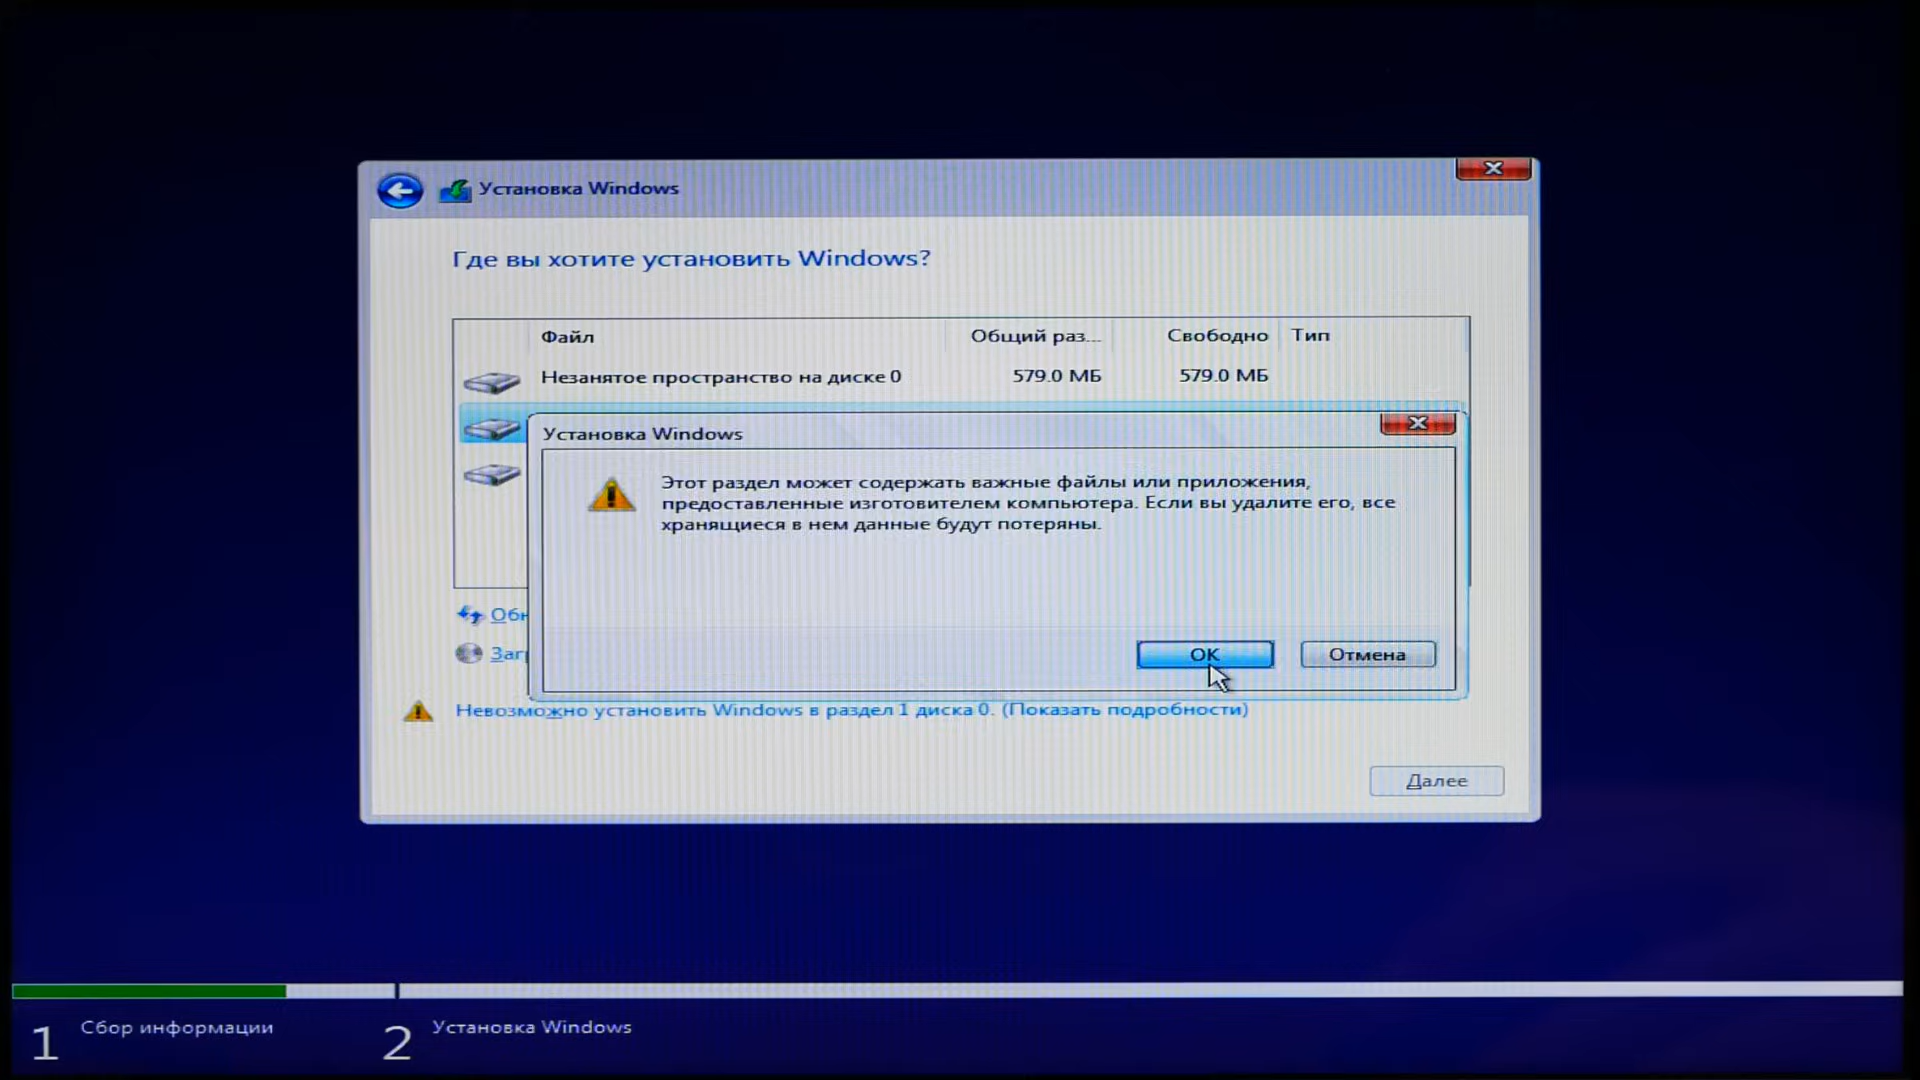 Установка Windows
Где вы хотите установить Windows?
Файл Общий раз... Свободно Тип
Незанятое пространство на диске 0 579.0 МБ 579.0 МБ
Установка Windows
Этот раздел может содержать важные файлы или приложения,
предоставленные изготовителем компьютера. Если вы удалите его, все
хранящиеся в нем данные будут потеряны.
OK Отмена
Невозможно установить Windows в раздел 1 диска 0. (Показать подробности)
Далее
1 Сбор информации 2 Установка Windows